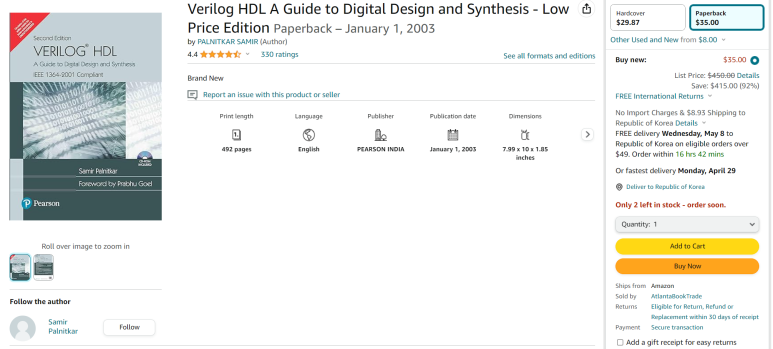 Second Edition
VERILOG® HDL
A Guide to Digital Design and Synthesis
IEEE 1364-2001 Compliant
CD-ROM
INCLUDED
Samir Palnitkar
Foreword by Prabhu Goel
Pearson
Roll over image to zoom in
Follow the author
Samir
Palnitkar
Follow
Verilog HDL A Guide to Digital Design and Synthesis - Low
Price Edition Paperback – January 1, 2003
by PALNITKAR SAMIR (Author)
4.4 330 ratings
See all formats and editions
Brand New
Report an issue with this product or seller
Print length
492 pages
Language
English
Publisher
PEARSON INDIA
Publication date
January 1, 2003
Dimensions
7.99 x 10 x 1.85
inches
Hardcover
$29.87
Paperback
$35.00
Other Used and New from $8.00
Buy new: $35.00
List Price: $450.00 Details
Save: $415.00 (92%)
FREE International Returns
No Import Charges & $8.93 Shipping to
Republic of Korea Details
FREE delivery Wednesday, May 8 to
Republic of Korea on eligible orders over
$49. Order within 16 hrs 42 mins
Or fastest delivery Monday, April 29
Deliver to Republic of Korea
Only 2 left in stock - order soon.
Quantity: 1
Add to Cart
Buy Now
Ships from Amazon
Sold by AtlantaBookTrade
Returns Eligible for Return, Refund or
Replacement within 30 days of receipt
Payment Secure transaction
Add a gift receipt for easy returns